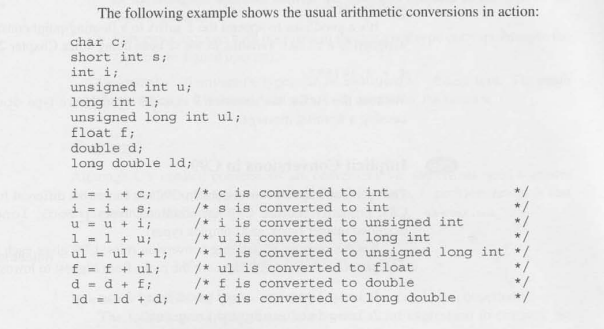 The following example shows the usual arithmetic conversions in action:
char c;
short int s;
int i;
unsigned int u;
long int l;
unsigned long int ul;
float f;
double d;
long double ld;
i = i + c;      /* c is converted to int               */
i = i + s;      /* s is converted to int               */
u = u + i;      /* i is converted to unsigned int      */
l = l + u;      /* u is converted to long int          */
ul = ul + l;    /* l is converted to unsigned long int */
f = f + ul;     /* ul is converted to float            */
d = d + f;      /* f is converted to double            */
ld = ld + d;    /* d is converted to long double       */